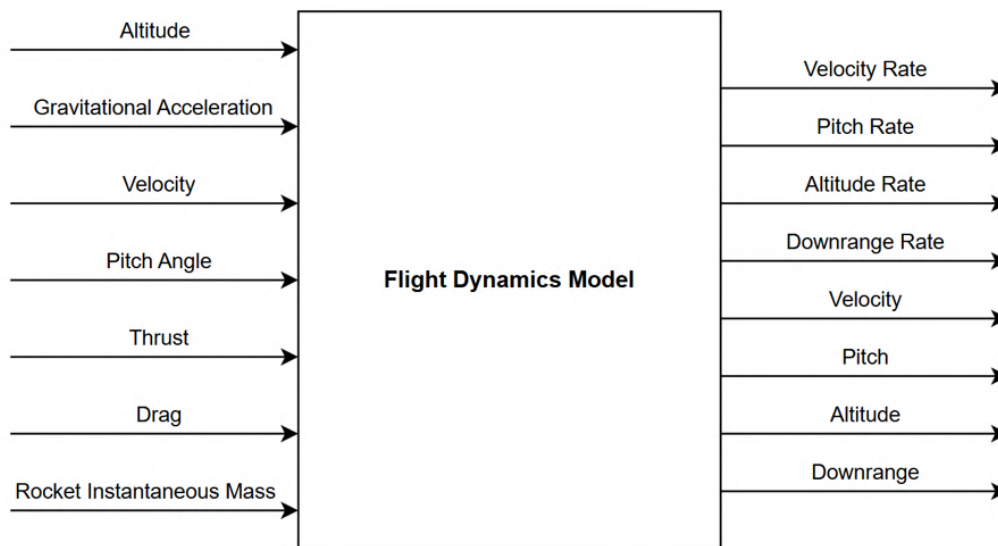 Altitude
Gravitational Acceleration
Velocity
Pitch Angle
Thrust
Drag
Rocket Instantaneous Mass
Flight Dynamics Model
Velocity Rate
Pitch Rate
Altitude Rate
Downrange Rate
Velocity
Pitch
Altitude
Downrange